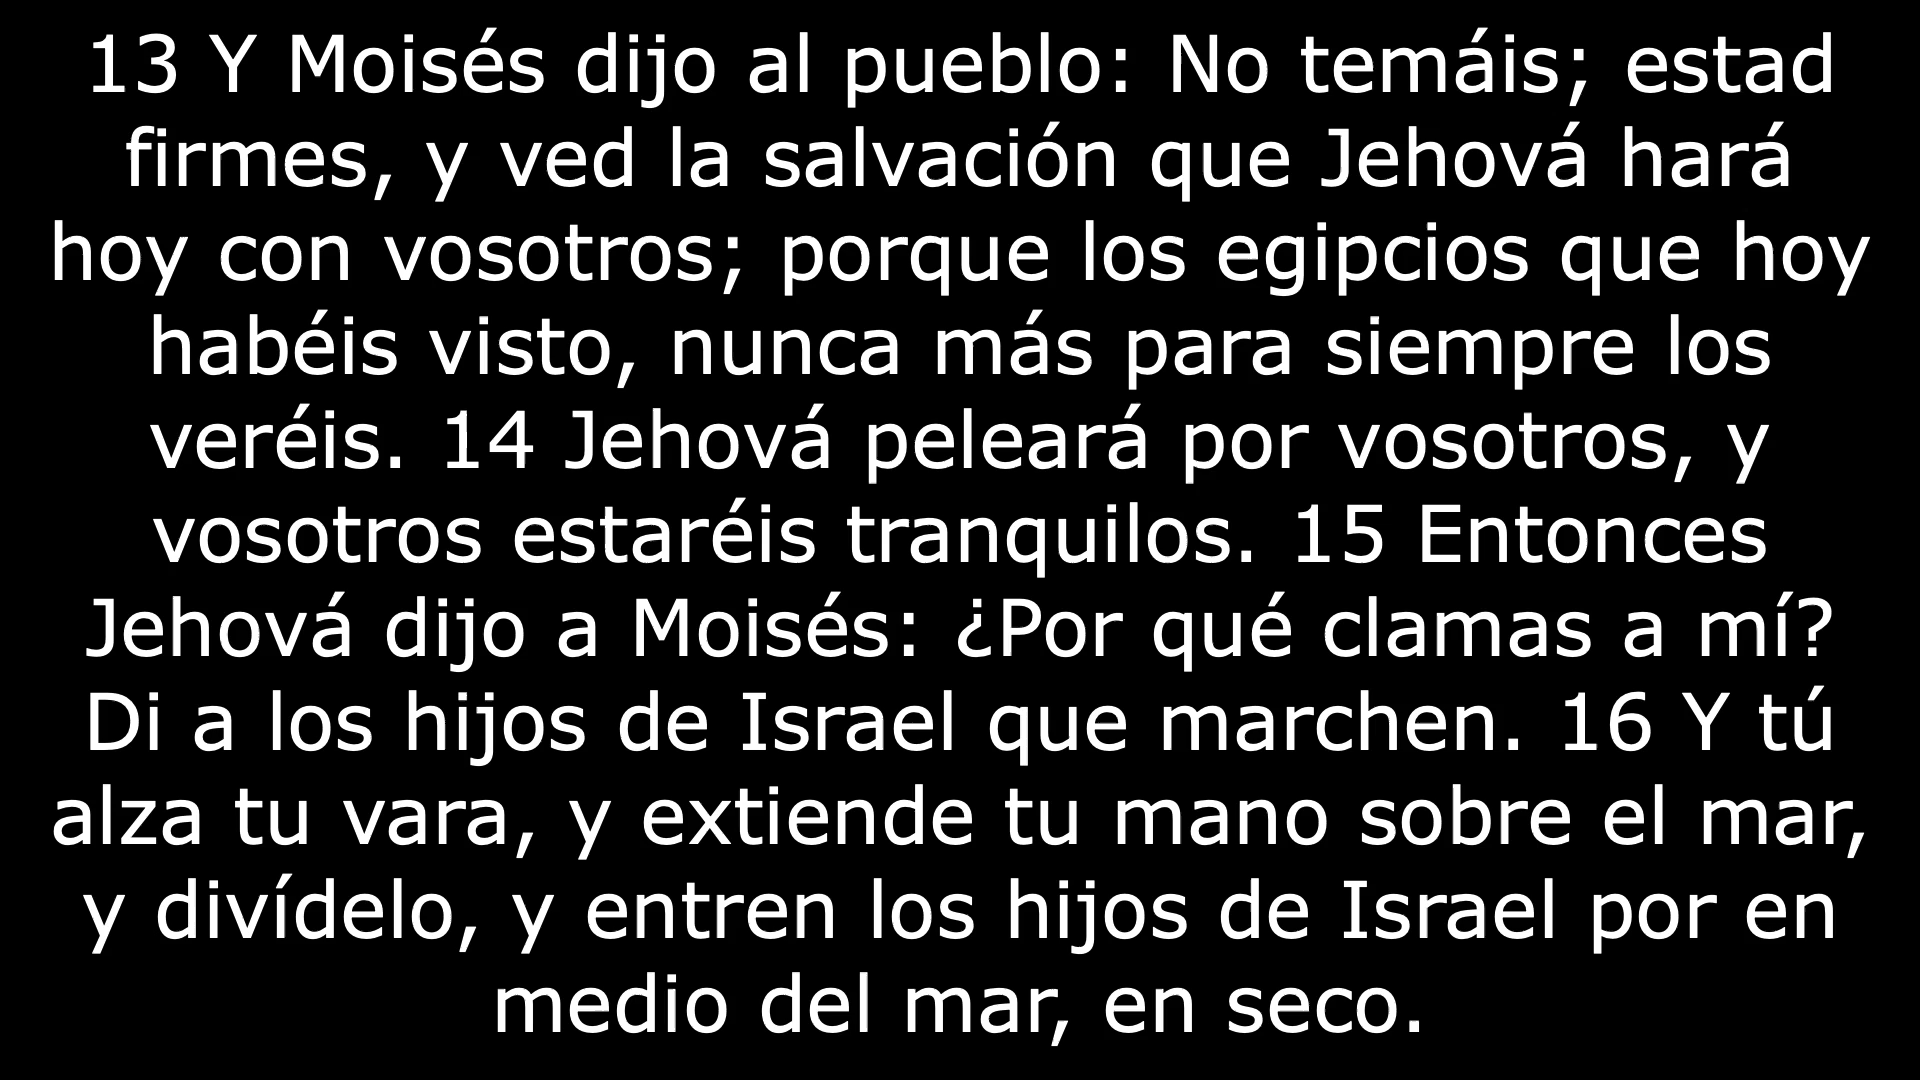 13 Y Moisés dijo al pueblo: No temáis; estad
firmes, y ved la salvación que Jehová hará
hoy con vosotros; porque los egipcios que hoy
habéis visto, nunca más para siempre los
veréis. 14 Jehová peleará por vosotros, y
vosotros estaréis tranquilos. 15 Entonces
Jehová dijo a Moisés: ¿Por qué clamas a mí?
Di a los hijos de Israel que marchen. 16 Y tú
alza tu vara, y extiende tu mano sobre el mar,
y divídelo, y entren los hijos de Israel por en
medio del mar, en seco.